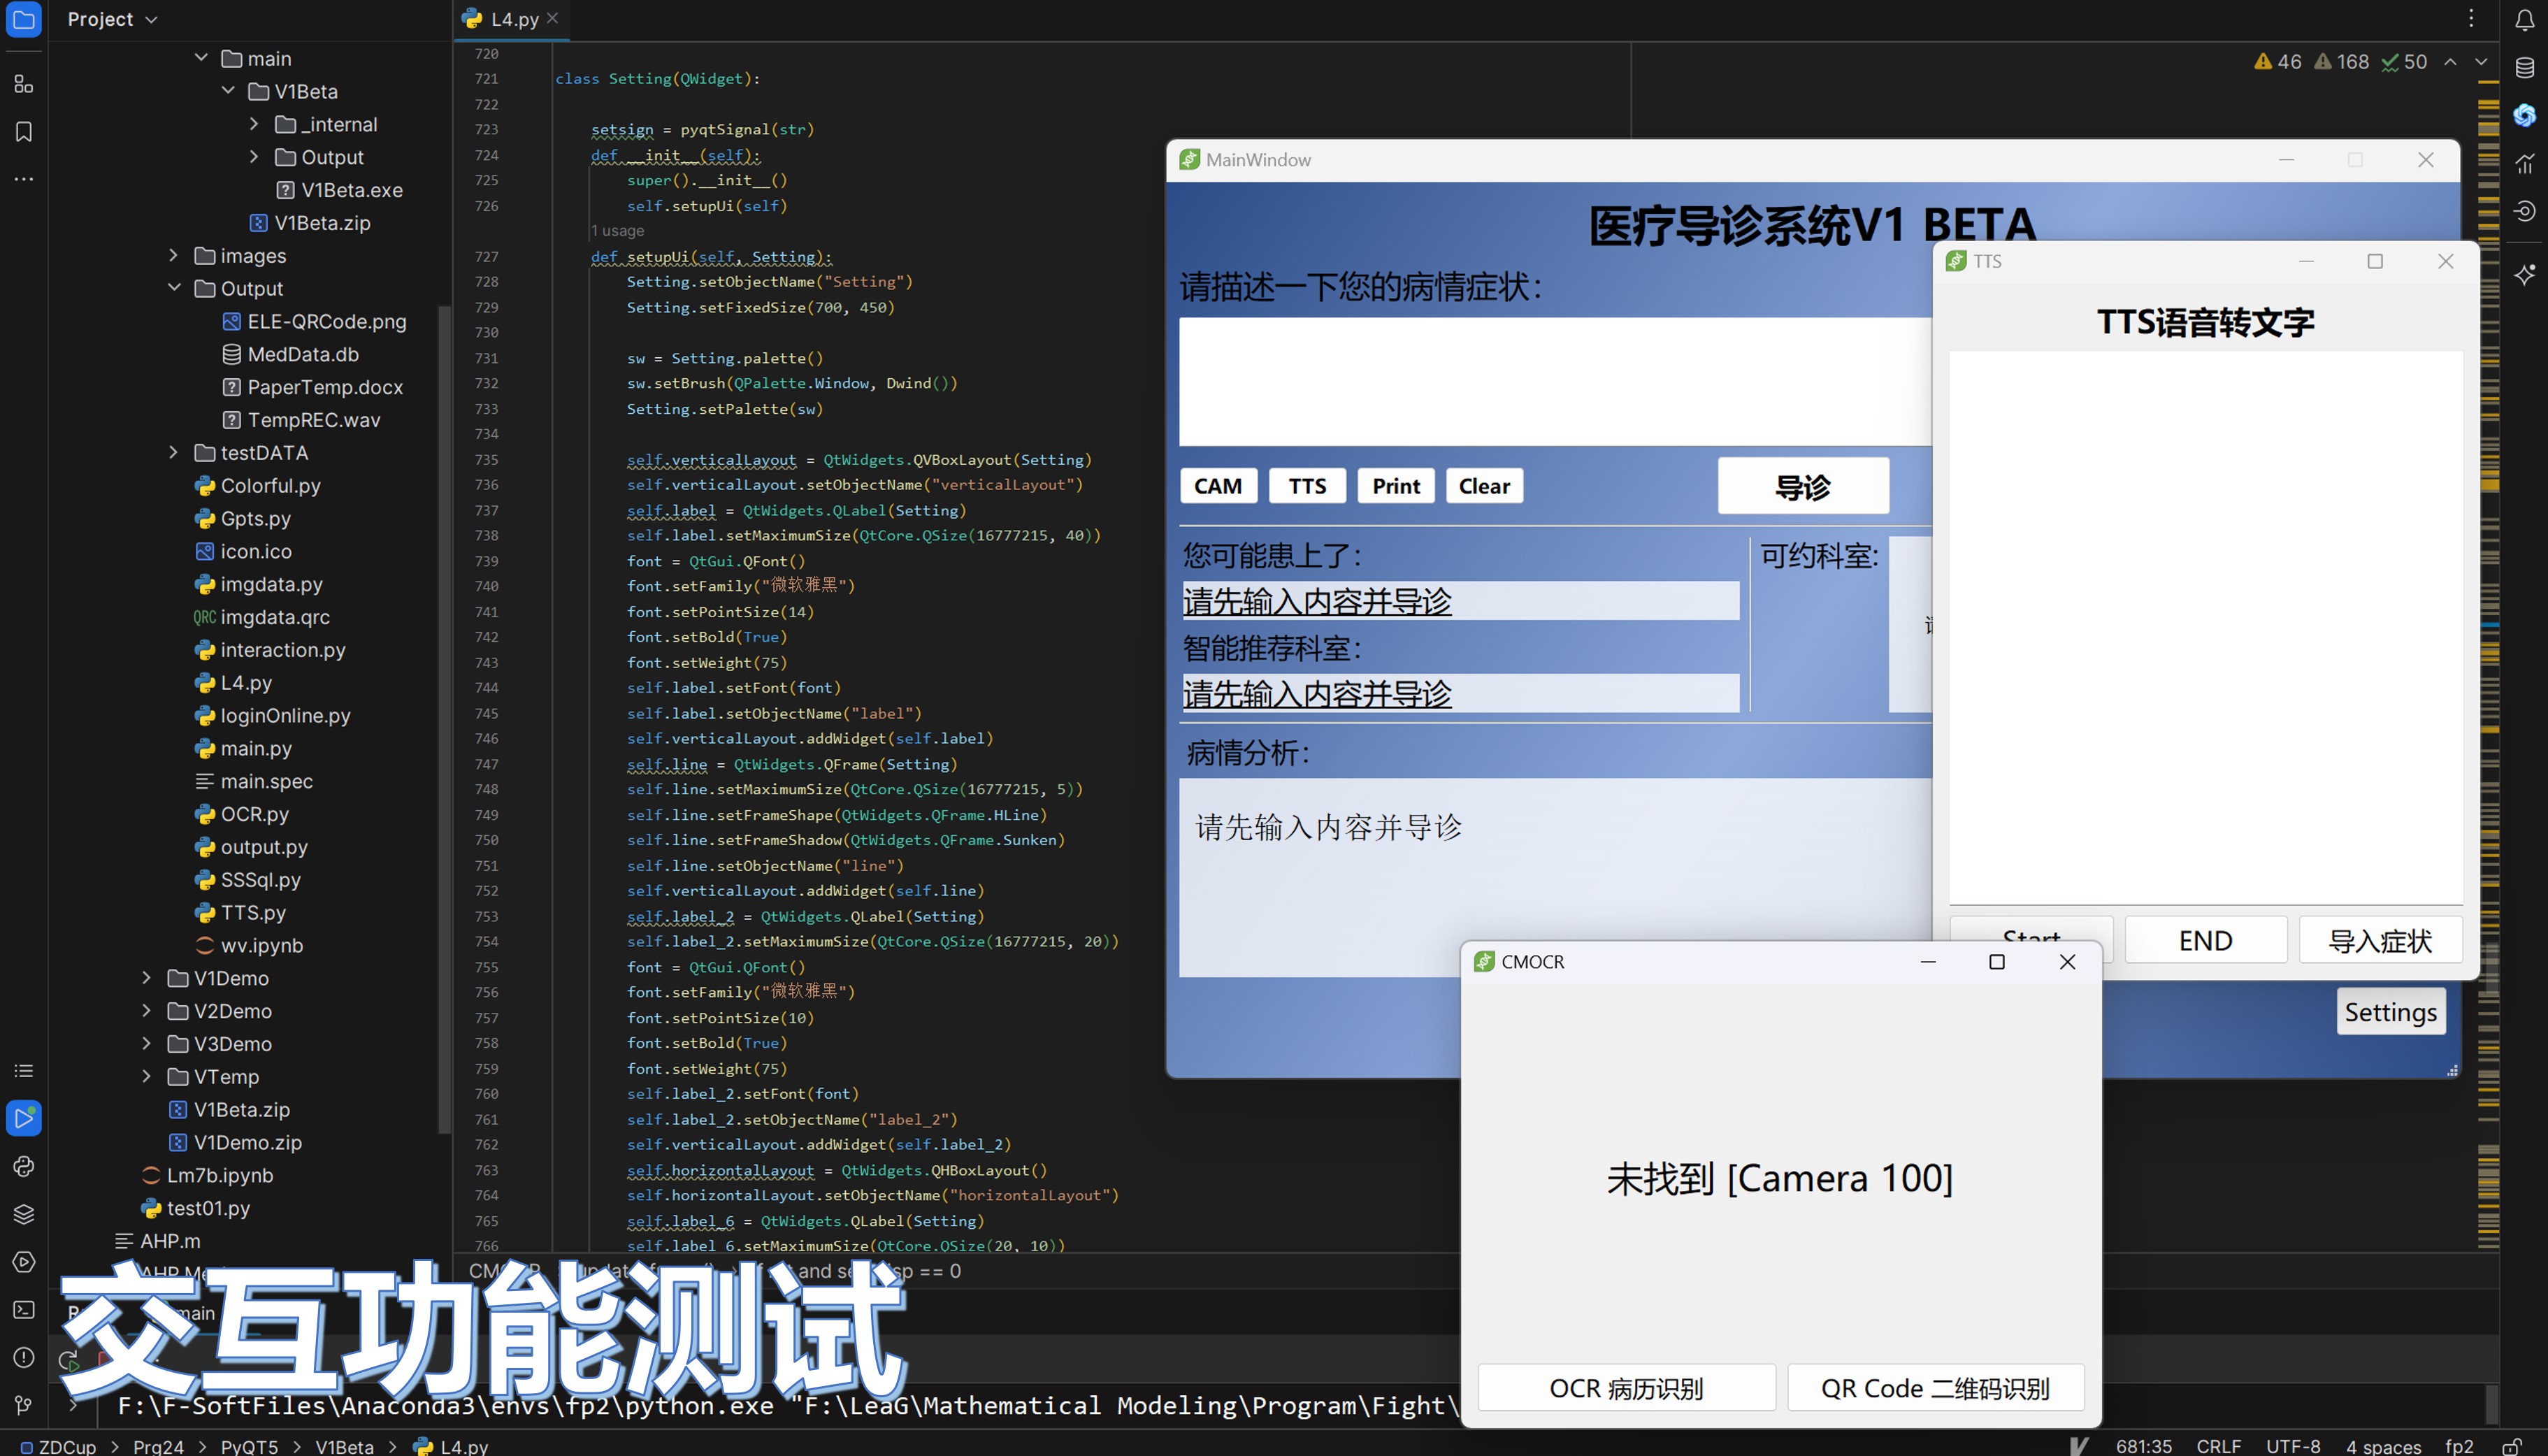 Project
main
V1Beta
_internal
Output
V1Beta.exe
V1Beta.zip
images
Output
ELE-QRCode.png
MedData.db
PaperTemp.docx
TempREC.wav
testDATA
Colorful.py
Gpts.py
icon.ico
imgdata.py
QRC imgdata.qrc
interaction.py
L4.py
loginOnline.py
main.py
main.spec
OCR.py
output.py
SSSql.py
TTS.py
wv.ipynb
V1Demo
V2Demo
V3Demo
VTemp
V1Beta.zip
V1Demo.zip
Lm7b.ipynb
test01.py
AHP.m
L4.py
46 168 50
720
721 class Setting(QWidget):
722
723 setsign = pyqtSignal(str)
724 def __init__(self):
725 super().__init__()
726 self.setupUi(self)
1 usage
727 def setupUi(self, Setting):
728 Setting.setObjectName("Setting")
729 Setting.setFixedSize(700, 450)
730
731 sw = Setting.palette()
732 sw.setBrush(QPalette.Window, Dwind())
733 Setting.setPalette(sw)
734
735 self.verticalLayout = QtWidgets.QVBoxLayout(Setting)
736 self.verticalLayout.setObjectName("verticalLayout")
737 self.label = QtWidgets.QLabel(Setting)
738 self.label.setMaximumSize(QtCore.QSize(16777215, 40))
739 font = QtGui.QFont()
740 font.setFamily("微软雅黑")
741 font.setPointSize(14)
742 font.setBold(True)
743 font.setWeight(75)
744 self.label.setFont(font)
745 self.label.setObjectName("label")
746 self.verticalLayout.addWidget(self.label)
747 self.line = QtWidgets.QFrame(Setting)
748 self.line.setMaximumSize(QtCore.QSize(16777215, 5))
749 self.line.setFrameShape(QtWidgets.QFrame.HLine)
750 self.line.setFrameShadow(QtWidgets.QFrame.Sunken)
751 self.line.setObjectName("line")
752 self.verticalLayout.addWidget(self.line)
753 self.label_2 = QtWidgets.QLabel(Setting)
754 self.label_2.setMaximumSize(QtCore.QSize(16777215, 20))
755 font = QtGui.QFont()
756 font.setFamily("微软雅黑")
757 font.setPointSize(10)
758 font.setBold(True)
759 font.setWeight(75)
760 self.label_2.setFont(font)
761 self.label_2.setObjectName("label_2")
762 self.verticalLayout.addWidget(self.label_2)
763 self.horizontalLayout = QtWidgets.QHBoxLayout()
764 self.horizontalLayout.setObjectName("horizontalLayout")
765 self.label_6 = QtWidgets.QLabel(Setting)
766 self.label_6.setMaximumSize(QtCore.QSize(20, 10))
MainWindow
医疗导诊系统V1 BETA
请描述一下您的病情症状：
CAM TTS Print Clear 导诊
您可能患上了：
请先输入内容并导诊
智能推荐科室：
请先输入内容并导诊
可约科室:
病情分析：
请先输入内容并导诊
Settings
TTS
TTS语音转文字
Start END 导入症状
CMOCR
未找到 [Camera 100]
OCR 病历识别 QR Code 二维码识别
and == 0
main
交互功能测试
F:\F-SoftFiles\Anaconda3\envs\fp2\python.exe "F:\LeaG\Mathematical Modeling\Program\Fight\
ZDCup > Prg24 > PyQT5 > V1Beta > L4.py
681:35 CRLF UTF-8 4 spaces fp2